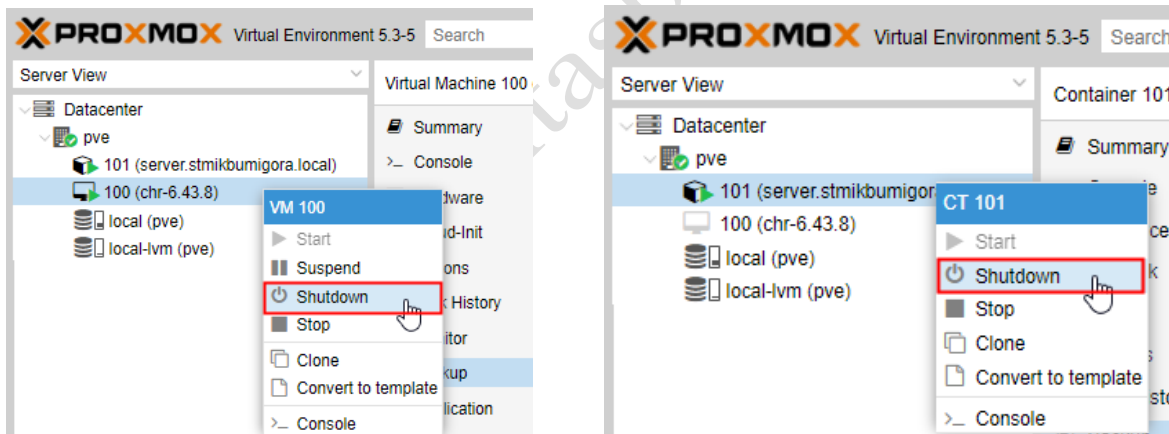 PROXMOX Virtual Environment 5.3-5 Search
Server View
Virtual Machine 100
Datacenter
Summary
pve
101 (server.stmikbumigora.local)
Console
100 (chr-6.43.8)
VM 100
local (pve)
Start
local-lvm (pve)
Suspend
Shutdown
History
Stop
Clone
Convert to template
Console
PROXMOX Virtual Environment 5.3-5 Search
Server View
Container 101
Datacenter
Summary
pve
101 (server.stmikbumigor
CT 101
100 (chr-6.43.8)
Start
local (pve)
Shutdown
local-lvm (pve)
Stop
Clone
Convert to template
Console